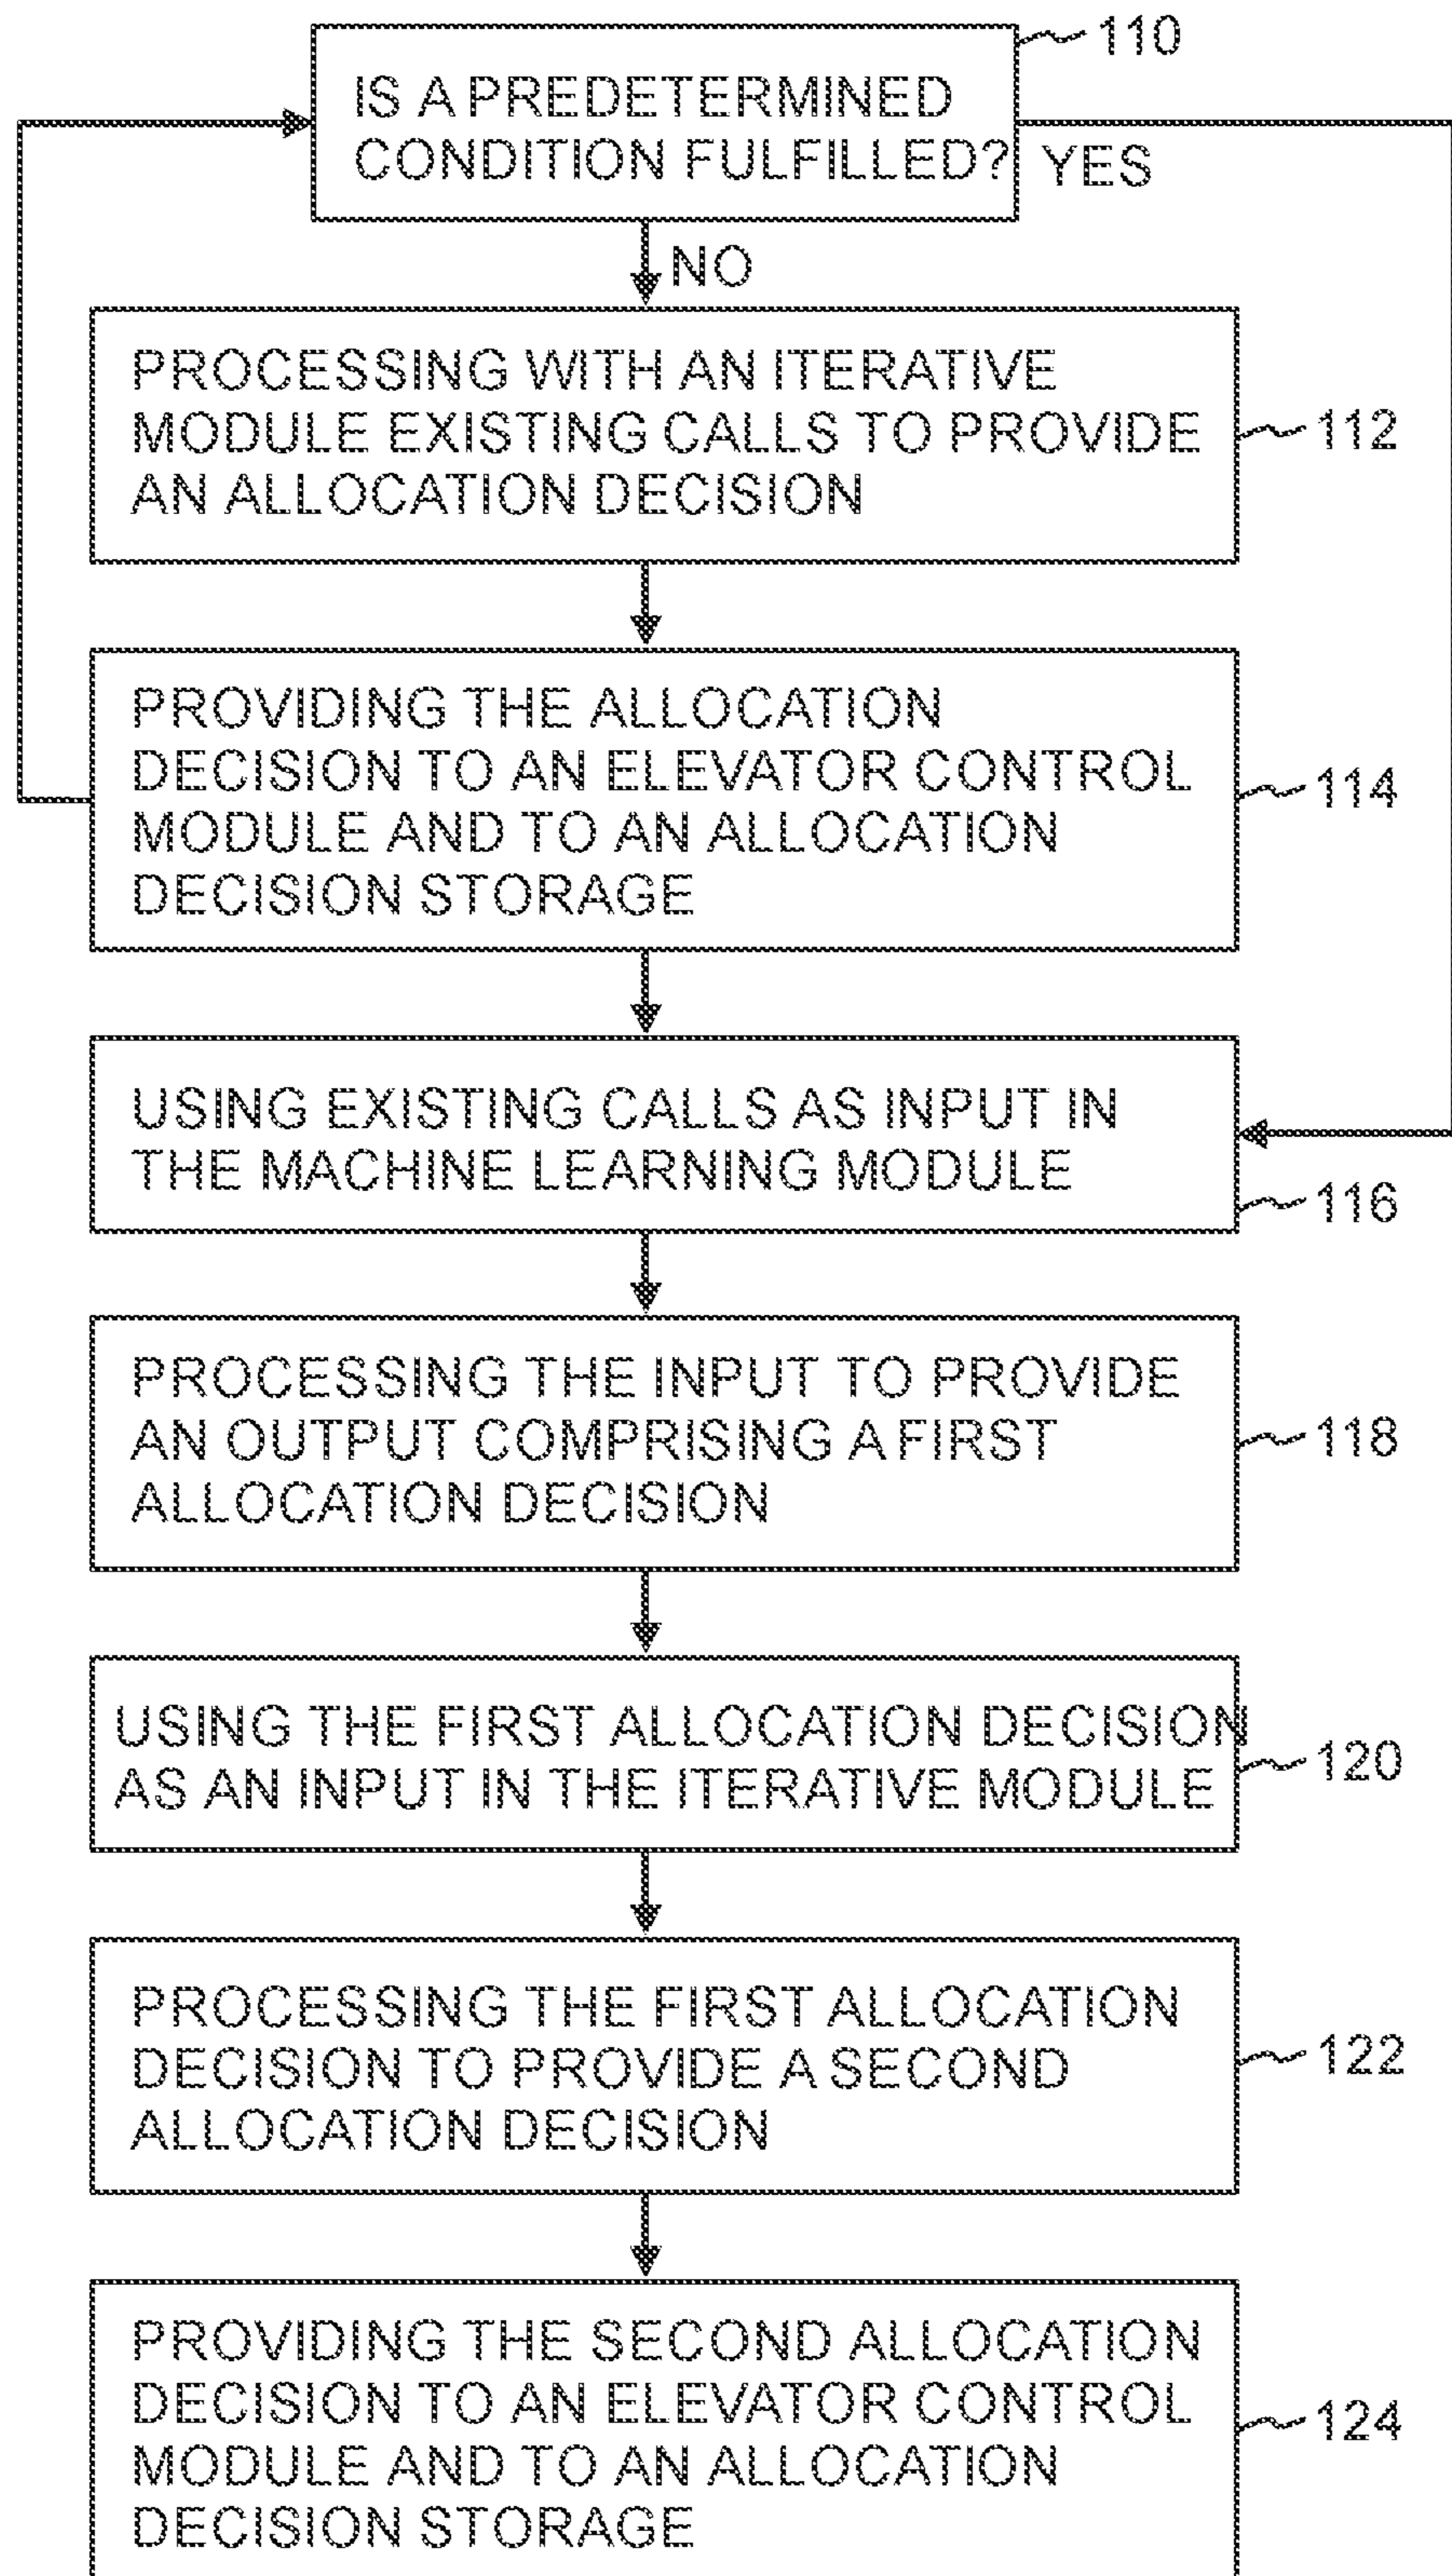 110
IS A PREDETERMINED
CONDITION FULFILLED?
YES
NO
PROCESSING WITH AN ITERATIVE
MODULE EXISTING CALLS TO PROVIDE
AN ALLOCATION DECISION
112
PROVIDING THE ALLOCATION
DECISION TO AN ELEVATOR CONTROL
MODULE AND TO AN ALLOCATION
DECISION STORAGE
114
USING EXISTING CALLS AS INPUT IN
THE MACHINE LEARNING MODULE
116
PROCESSING THE INPUT TO PROVIDE
AN OUTPUT COMPRISING A FIRST
ALLOCATION DECISION
118
USING THE FIRST ALLOCATION DECISION
AS AN INPUT IN THE ITERATIVE MODULE
120
PROCESSING THE FIRST ALLOCATION
DECISION TO PROVIDE A SECOND
ALLOCATION DECISION
122
PROVIDING THE SECOND ALLOCATION
DECISION TO AN ELEVATOR CONTROL
MODULE AND TO AN ALLOCATION
DECISION STORAGE
124